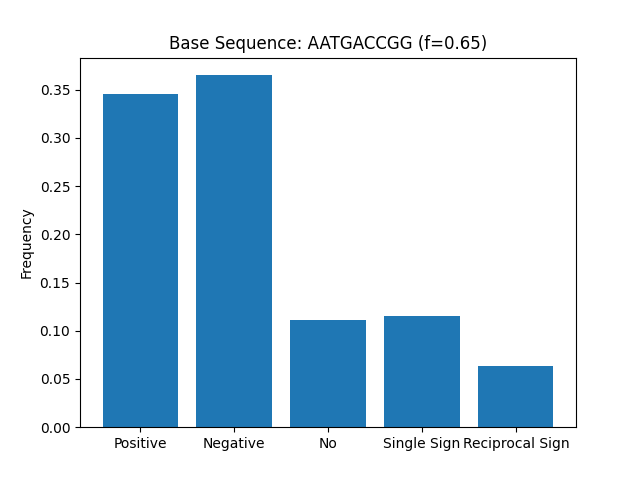 Base Sequence: AATGACCGG (f=0.65)
Frequency
0.35
0.30
0.25
0.20
0.15
0.10
0.05
0.00
Positive Negative No Single Sign Reciprocal Sign